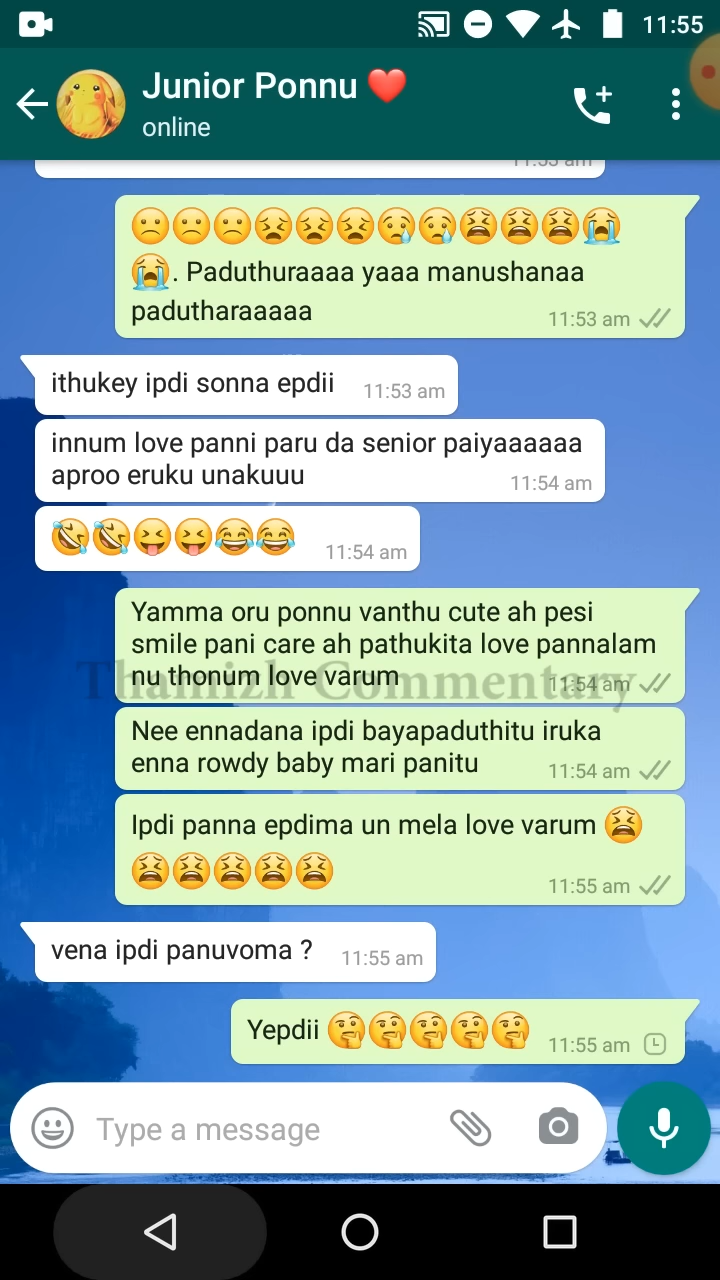 11:55
Junior Ponnu ❤️
online
11:53 am
🙁🙁🙁😣😣😣😢😢😫😫😫😭
😭. Paduthuraaaa yaaa manushanaa
padutharaaaaa 11:53 am
ithukey ipdi sonna epdii 11:53 am
innum love panni paru da senior paiyaaaaaa
aproo eruku unakuuu 11:54 am
🤣🤣😝😝😂😂 11:54 am
Yamma oru ponnu vanthu cute ah pesi
smile pani care ah pathukita love pannalam
nu thonum love varum 11:54 am
Thamizh Commentary
Nee ennadana ipdi bayapaduthitu iruka
enna rowdy baby mari panitu 11:54 am
Ipdi panna epdima un mela love varum 😫
😫😫😫😫😫 11:55 am
vena ipdi panuvoma ? 11:55 am
Yepdii 🤔🤔🤔🤔🤔 11:55 am
Type a message